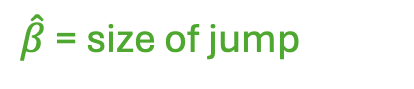 β̂ = size of jump